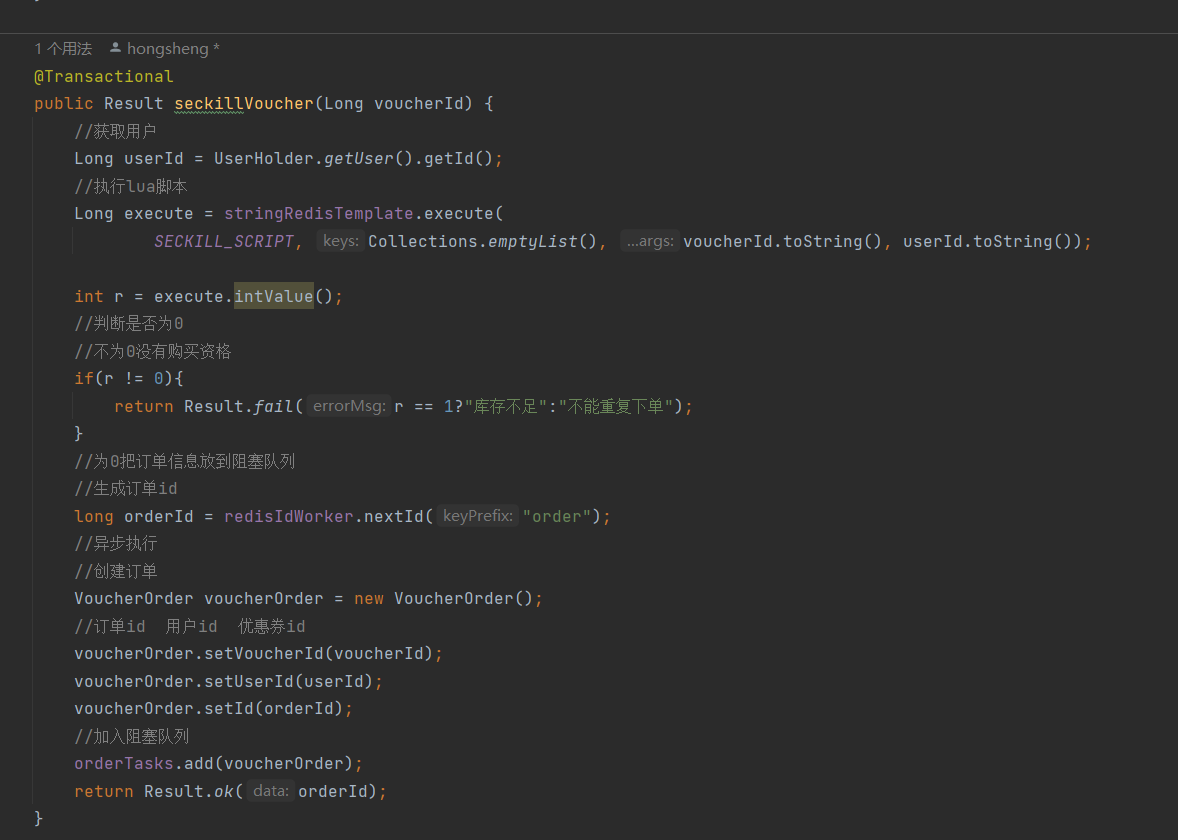 1 个用法 hongsheng *
@Transactional
public Result seckillVoucher(Long voucherId) {
//获取用户
Long userId = UserHolder.getUser().getId();
//执行lua脚本
Long execute = stringRedisTemplate.execute(
SECKILL_SCRIPT, keys: Collections.emptyList(), ...args: voucherId.toString(), userId.toString());
int r = execute.intValue();
//判断是否为0
//不为0没有购买资格
if(r != 0){
return Result.fail( errorMsg: r == 1?"库存不足":"不能重复下单");
}
//为0把订单信息放到阻塞队列
//生成订单id
long orderId = redisIdWorker.nextId( keyPrefix: "order");
//异步执行
//创建订单
VoucherOrder voucherOrder = new VoucherOrder();
//订单id 用户id 优惠券id
voucherOrder.setVoucherId(voucherId);
voucherOrder.setUserId(userId);
voucherOrder.setId(orderId);
//加入阻塞队列
orderTasks.add(voucherOrder);
return Result.ok( data: orderId);
}